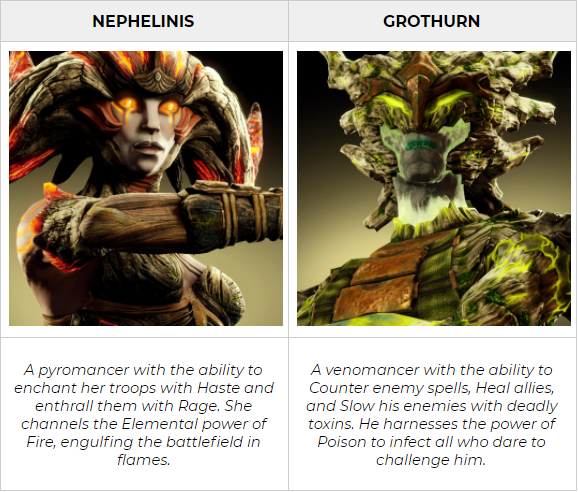 NEPHELINIS
GROTHURN
A pyromancer with the ability to
enchant her troops with Haste and
enthrall them with Rage. She
channels the Elemental power of
Fire, engulfing the battlefield in
flames.
A venomancer with the ability to
Counter enemy spells, Heal allies,
and Slow his enemies with deadly
toxins. He harnesses the power of
Poison to infect all who dare to
challenge him.